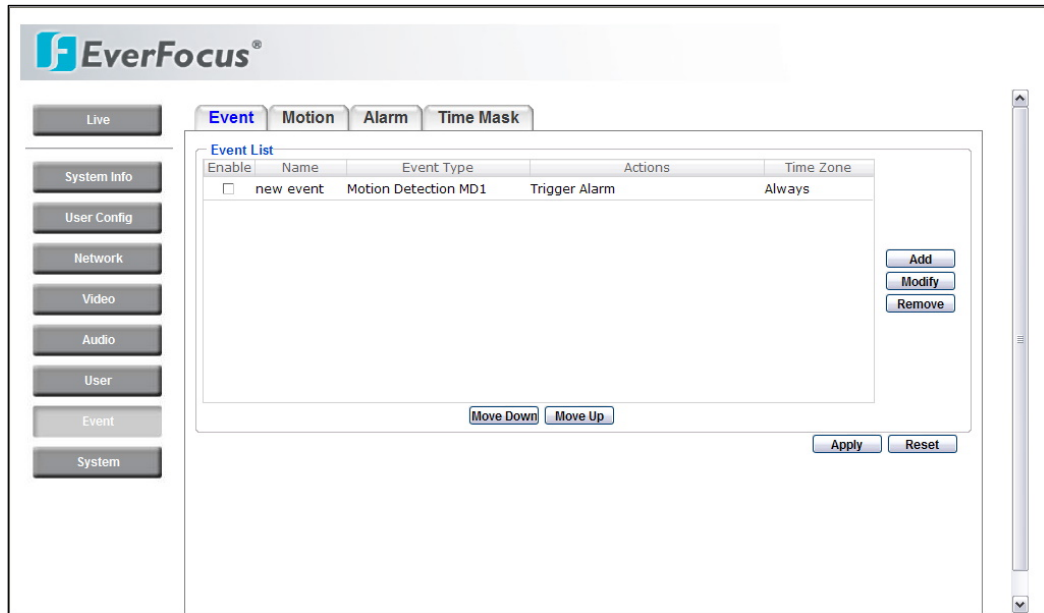 EverFocus®
Live
System Info
User Config
Network
Video
Audio
User
Event
System
Event Motion Alarm Time Mask
Event List
Enable Name Event Type Actions Time Zone
new event Motion Detection MD1 Trigger Alarm Always
Add
Modify
Remove
Move Down Move Up
Apply Reset